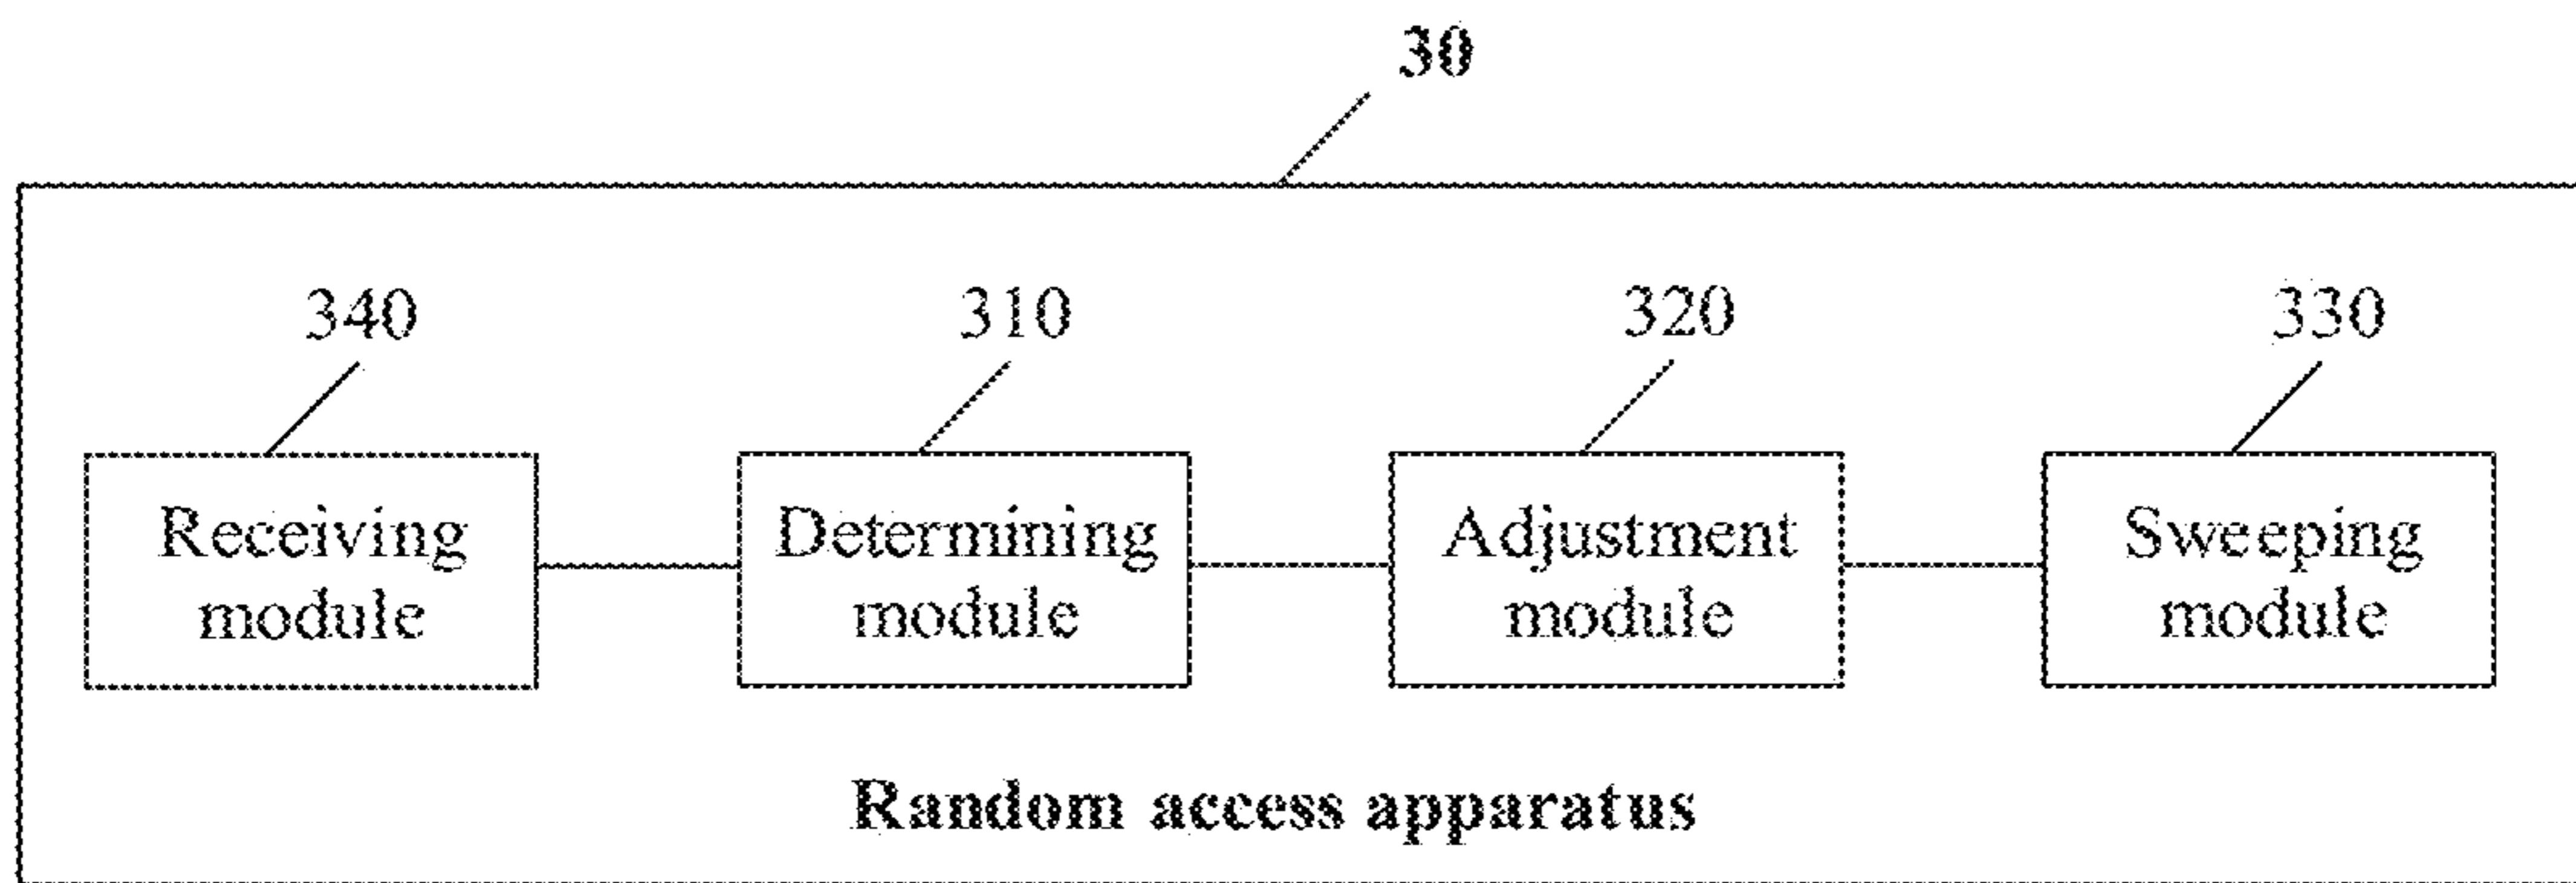 30
340
310
320
330
Receiving
module
Determining
module
Adjustment
module
Sweeping
module
Random access apparatus